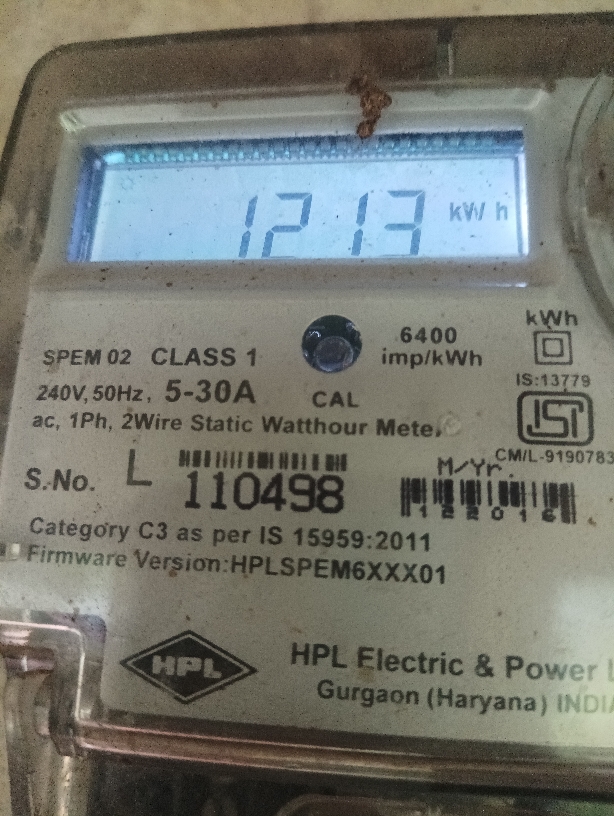 1213 kWh
6400
imp/kWh
kWh
SPEM 02 CLASS 1
240V, 50Hz, 5-30A
CAL
IS:13779
ISI
ac, 1Ph, 2Wire Static Watthour Meter
CM/L-9190783
S.No. L 110498
M/Yr.
122016
Category C3 as per IS 15959:2011
Firmware Version:HPLSPEM6XXX01
HPL
HPL Electric & Power
Gurgaon (Haryana) INDIA